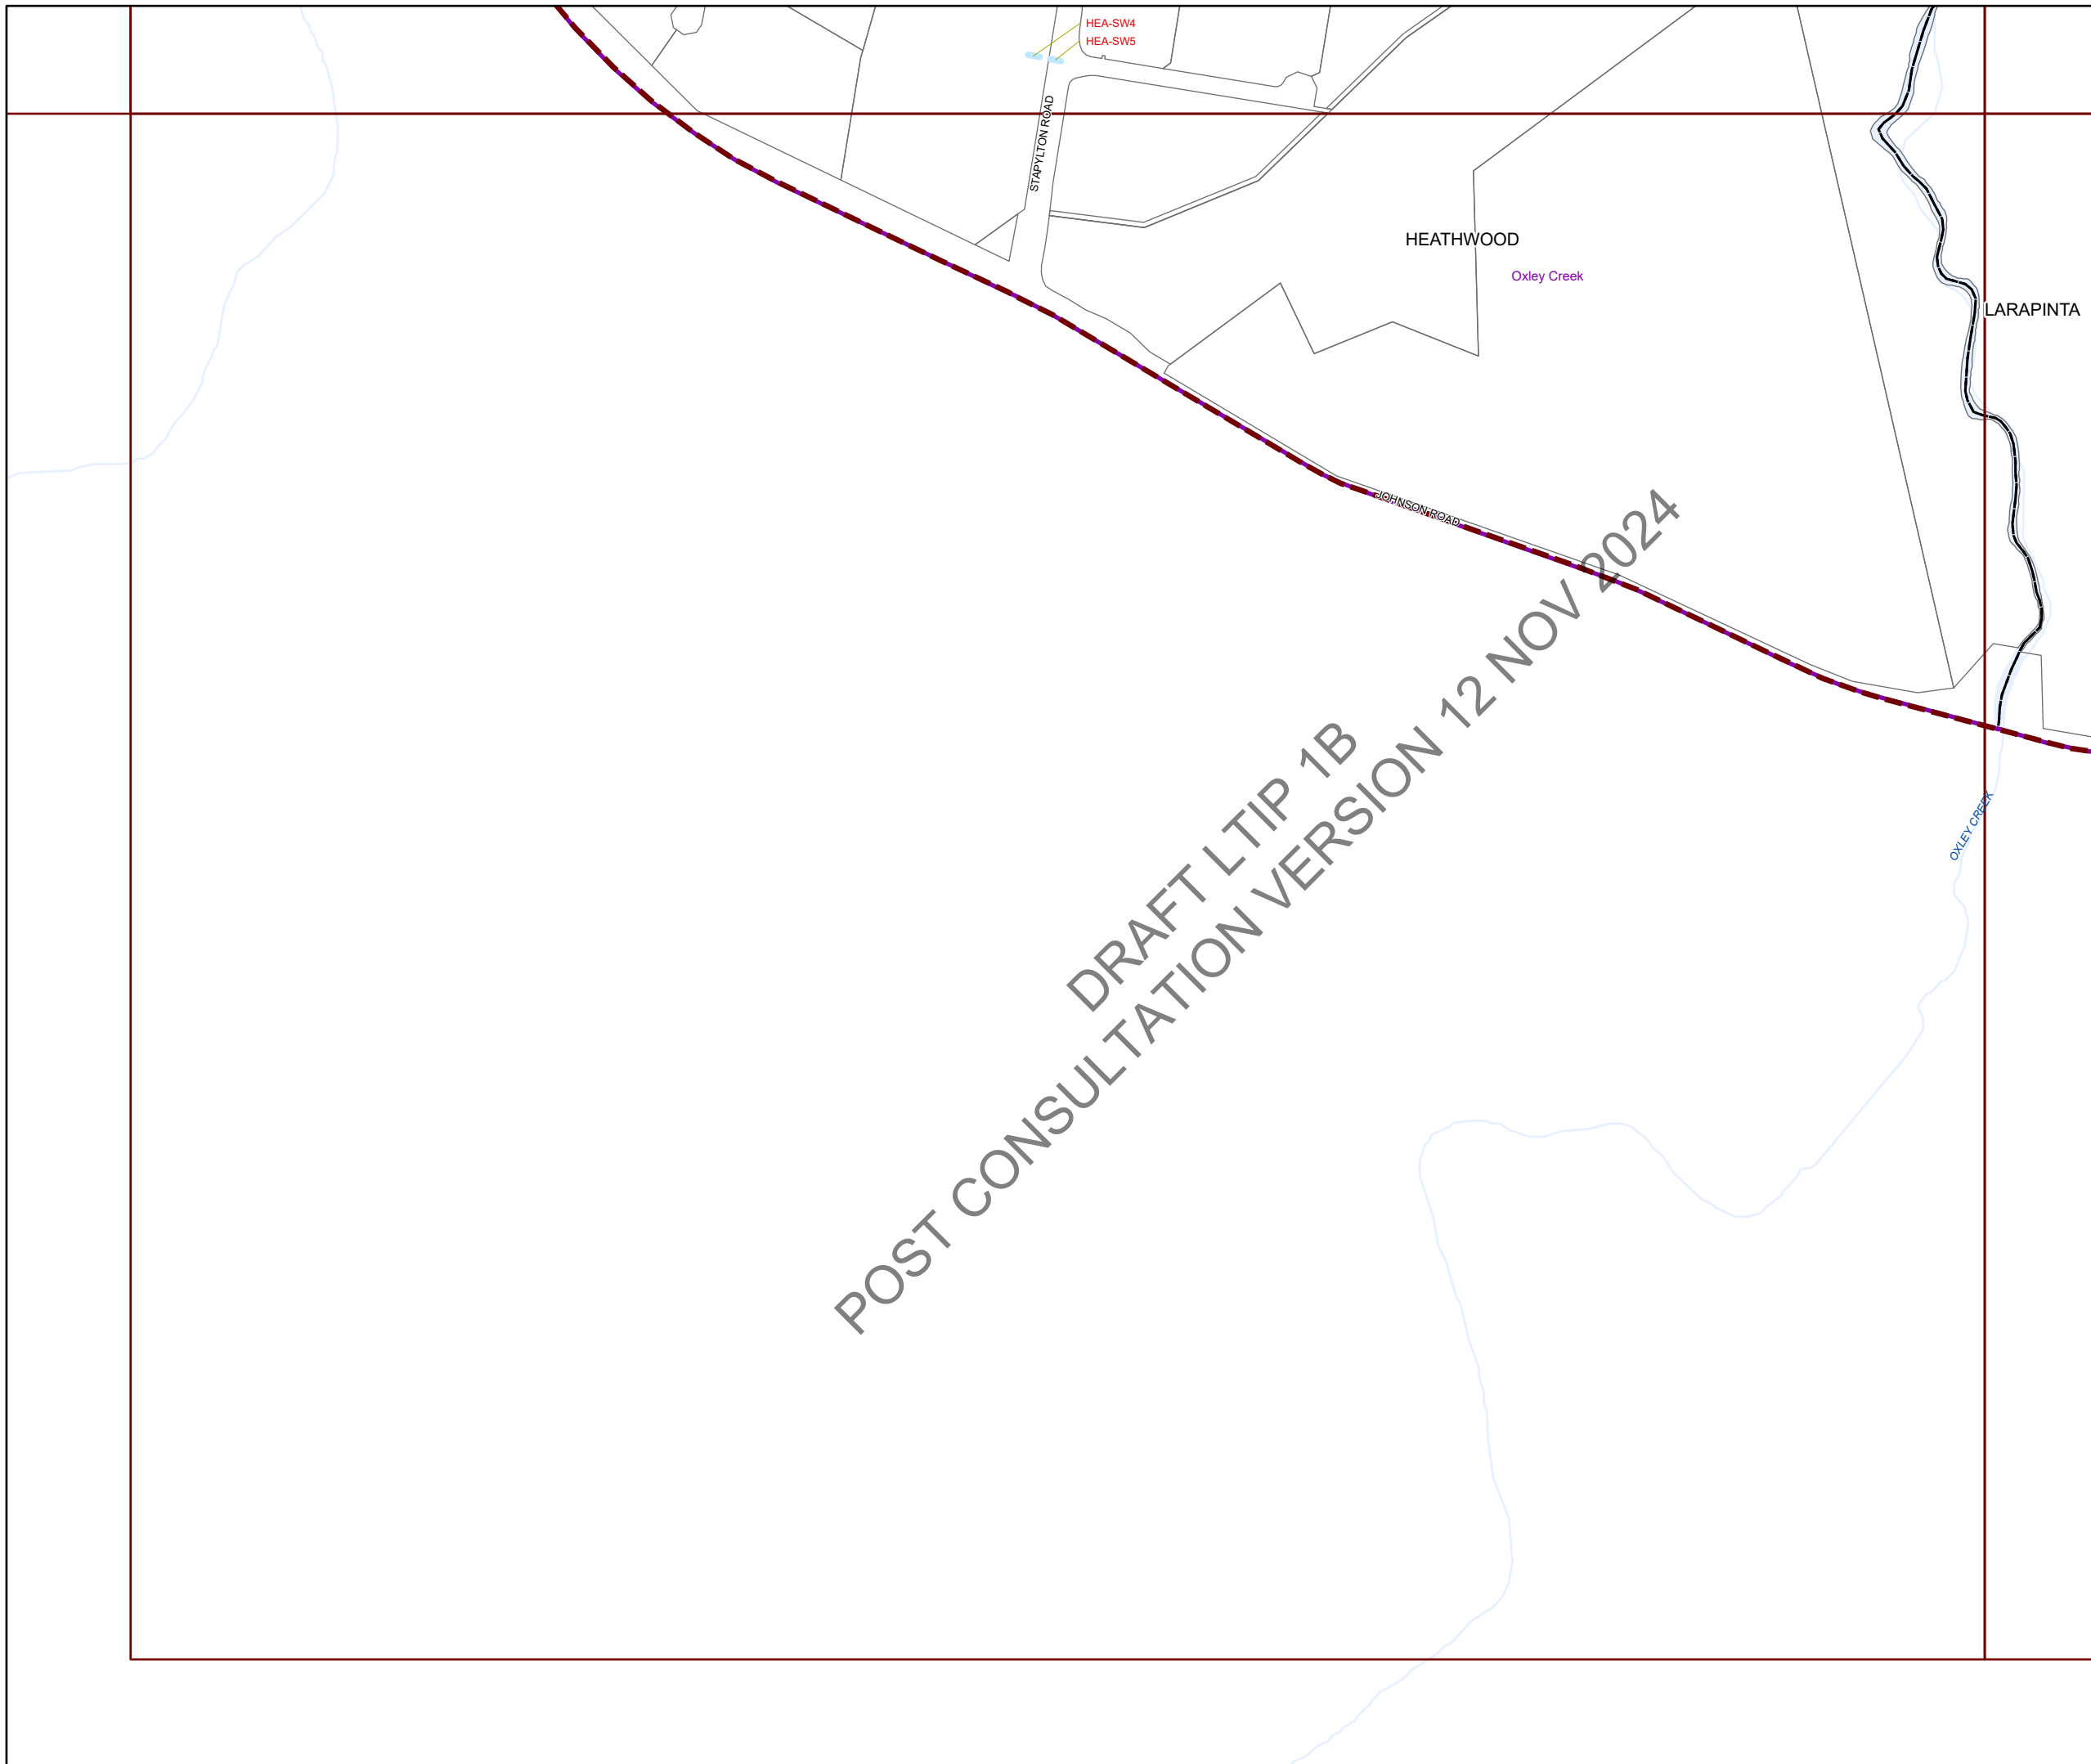 HEA-SW4
HEA-SW5
STAPYLTON ROAD
HEATHWOOD
Oxley Creek
LARAPINTA
JOHNSON ROAD
OXLEY CREEK
DRAFT LTIP 1B
POST CONSULTATION VERSION 12 NOV 2024